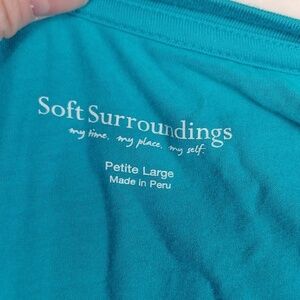 Soft Surroundings
my time. my place. my self.
Petite Large
Made in Peru